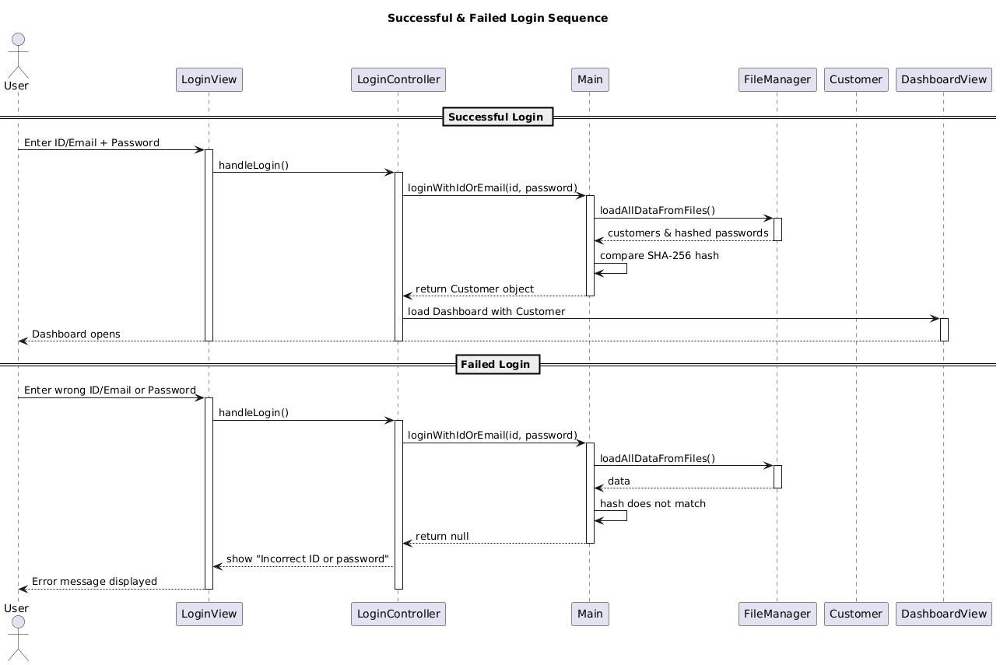 Successful & Failed Login Sequence
User
LoginView
LoginController
Main
FileManager
Customer
DashboardView
Successful Login
Enter ID/Email + Password
handleLogin()
loginWithIdOrEmail(id, password)
loadAllDataFromFiles()
customers & hashed passwords
compare SHA-256 hash
return Customer object
load Dashboard with Customer
Dashboard opens
Failed Login
Enter wrong ID/Email or Password
handleLogin()
loginWithIdOrEmail(id, password)
loadAllDataFromFiles()
data
hash does not match
return null
show "Incorrect ID or password"
Error message displayed
User
LoginView
LoginController
Main
FileManager
Customer
DashboardView